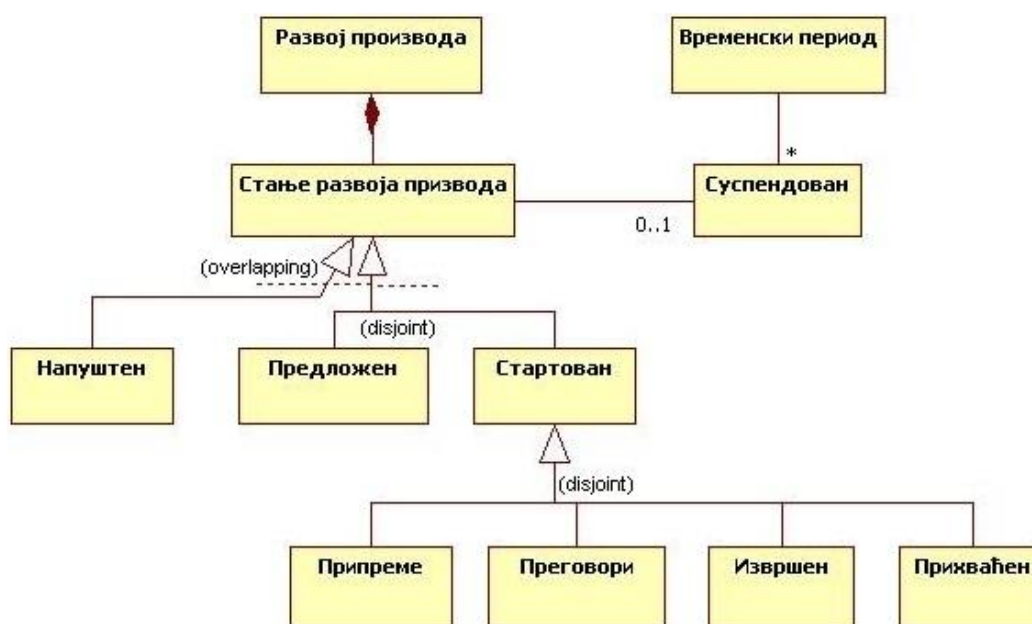 Развој производа
Временски период
Стање развоја призвода
*
Суспендован
0..1
(overlapping)
(disjoint)
Напуштен
Предложен
Стартован
(disjoint)
Припреме
Преговори
Извршен
Прихваћен